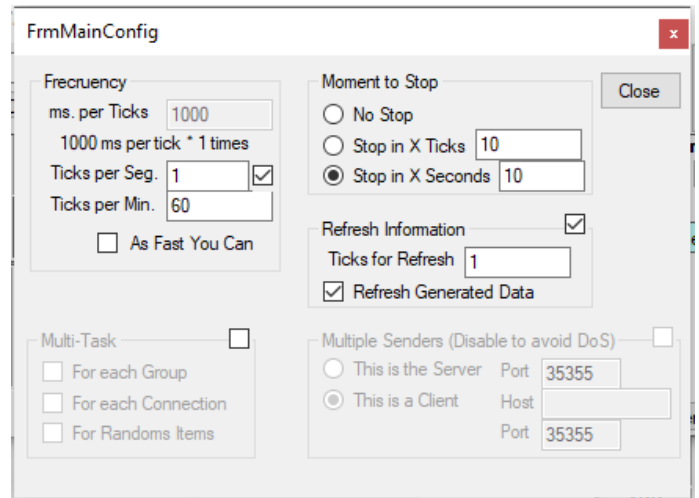 FrmMainConfig
x
Frecruency
ms. per Ticks 1000
1000 ms per tick * 1 times
Ticks per Seg. 1
Ticks per Min. 60
As Fast You Can
Moment to Stop
No Stop
Stop in X Ticks 10
Stop in X Seconds 10
Close
Refresh Information
Ticks for Refresh 1
Refresh Generated Data
Multi-Task
For each Group
For each Connection
For Randoms Items
Multiple Senders (Disable to avoid DoS)
This is the Server Port 35355
This is a Client Host
Port 35355